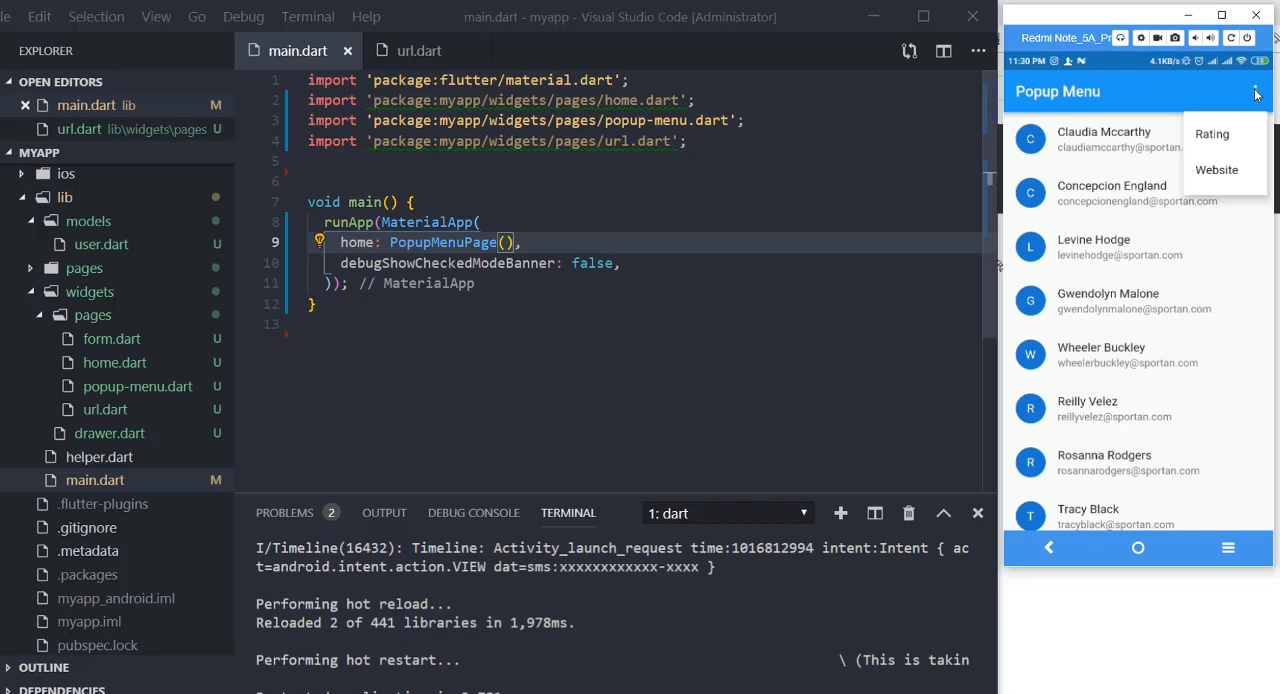 Edit Selection View Go Debug Terminal Help main.dart - myapp - Visual Studio Code [Administrator]
EXPLORER
OPEN EDITORS
main.dart lib M
url.dart lib\widgets\pages U
MYAPP
ios
lib
models
user.dart U
pages
widgets
pages
form.dart U
home.dart U
popup-menu.dart U
url.dart U
drawer.dart U
helper.dart
main.dart M
.flutter-plugins
.gitignore
.metadata
.packages
myapp_android.iml
myapp.iml
pubspec.lock
OUTLINE
DEPENDENCIES
main.dart url.dart
1 import 'package:flutter/material.dart';
2 import 'package:myapp/widgets/pages/home.dart';
3 import 'package:myapp/widgets/pages/popup-menu.dart';
4 import 'package:myapp/widgets/pages/url.dart';
5
6
7 void main() {
8 runApp(MaterialApp(
9 home: PopupMenuPage(),
10 debugShowCheckedModeBanner: false,
11 )); // MaterialApp
12 }
13
PROBLEMS 2 OUTPUT DEBUG CONSOLE TERMINAL 1: dart
I/Timeline(16432): Timeline: Activity_launch_request time:1016812994 intent:Intent { ac
t=android.intent.action.VIEW dat=sms:xxxxxxxxxxxx-xxxx }
Performing hot reload...
Reloaded 2 of 441 libraries in 1,978ms.
Performing hot restart... \ (This is takin
Redmi Note_5A_Pr
11:30 PM 4.1KB/s
Popup Menu
Rating
Website
C Claudia Mccarthy
claudiamccarthy@sportan.
C Concepcion England
concepcionengland@sportan.com
L Levine Hodge
levinehodge@sportan.com
G Gwendolyn Malone
gwendolynmalone@sportan.com
W Wheeler Buckley
wheelerbuckley@sportan.com
R Reilly Velez
reillyvelez@sportan.com
R Rosanna Rodgers
rosannarodgers@sportan.com
T Tracy Black
tracyblack@sportan.com